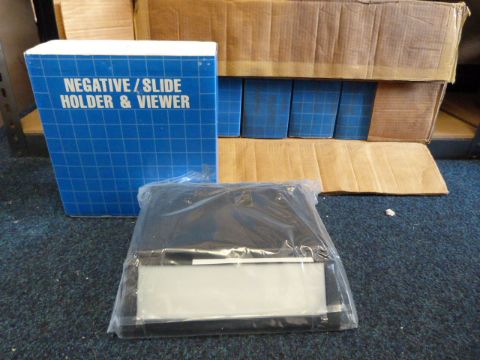 NEGATIVE/SLIDE
HOLDER & VIEWER